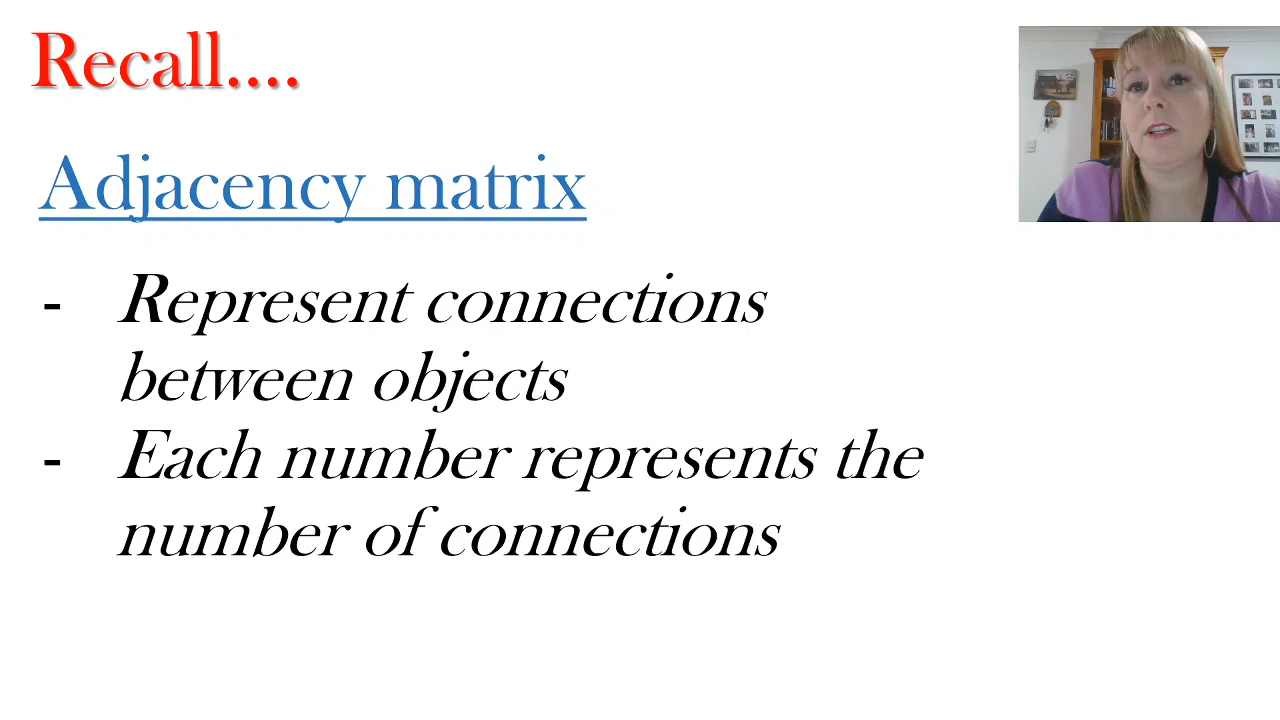 Recall....
Adjacency matrix
- Represent connections
between objects
- Each number represents the
number of connections